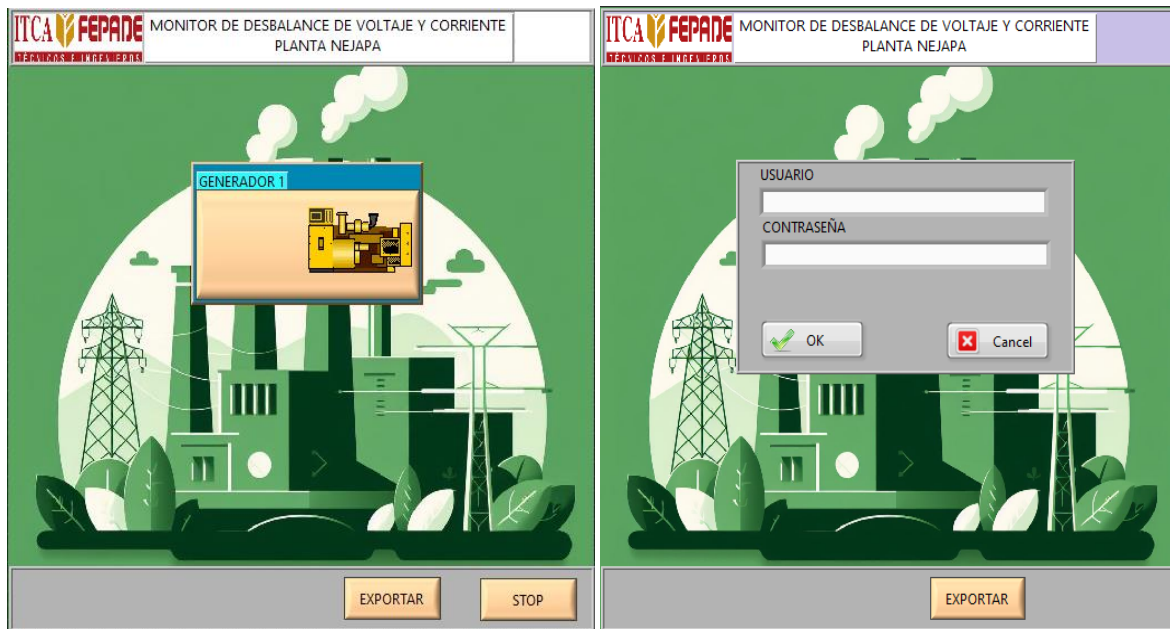 ITCA FEPADE
TÉCNICOS E INGENIEROS
MONITOR DE DESBALANCE DE VOLTAJE Y CORRIENTE
PLANTA NEJAPA
GENERADOR 1
EXPORTAR
STOP
ITCA FEPADE
TÉCNICOS E INGENIEROS
MONITOR DE DESBALANCE DE VOLTAJE Y CORRIENTE
PLANTA NEJAPA
USUARIO
CONTRASEÑA
OK
Cancel
EXPORTAR